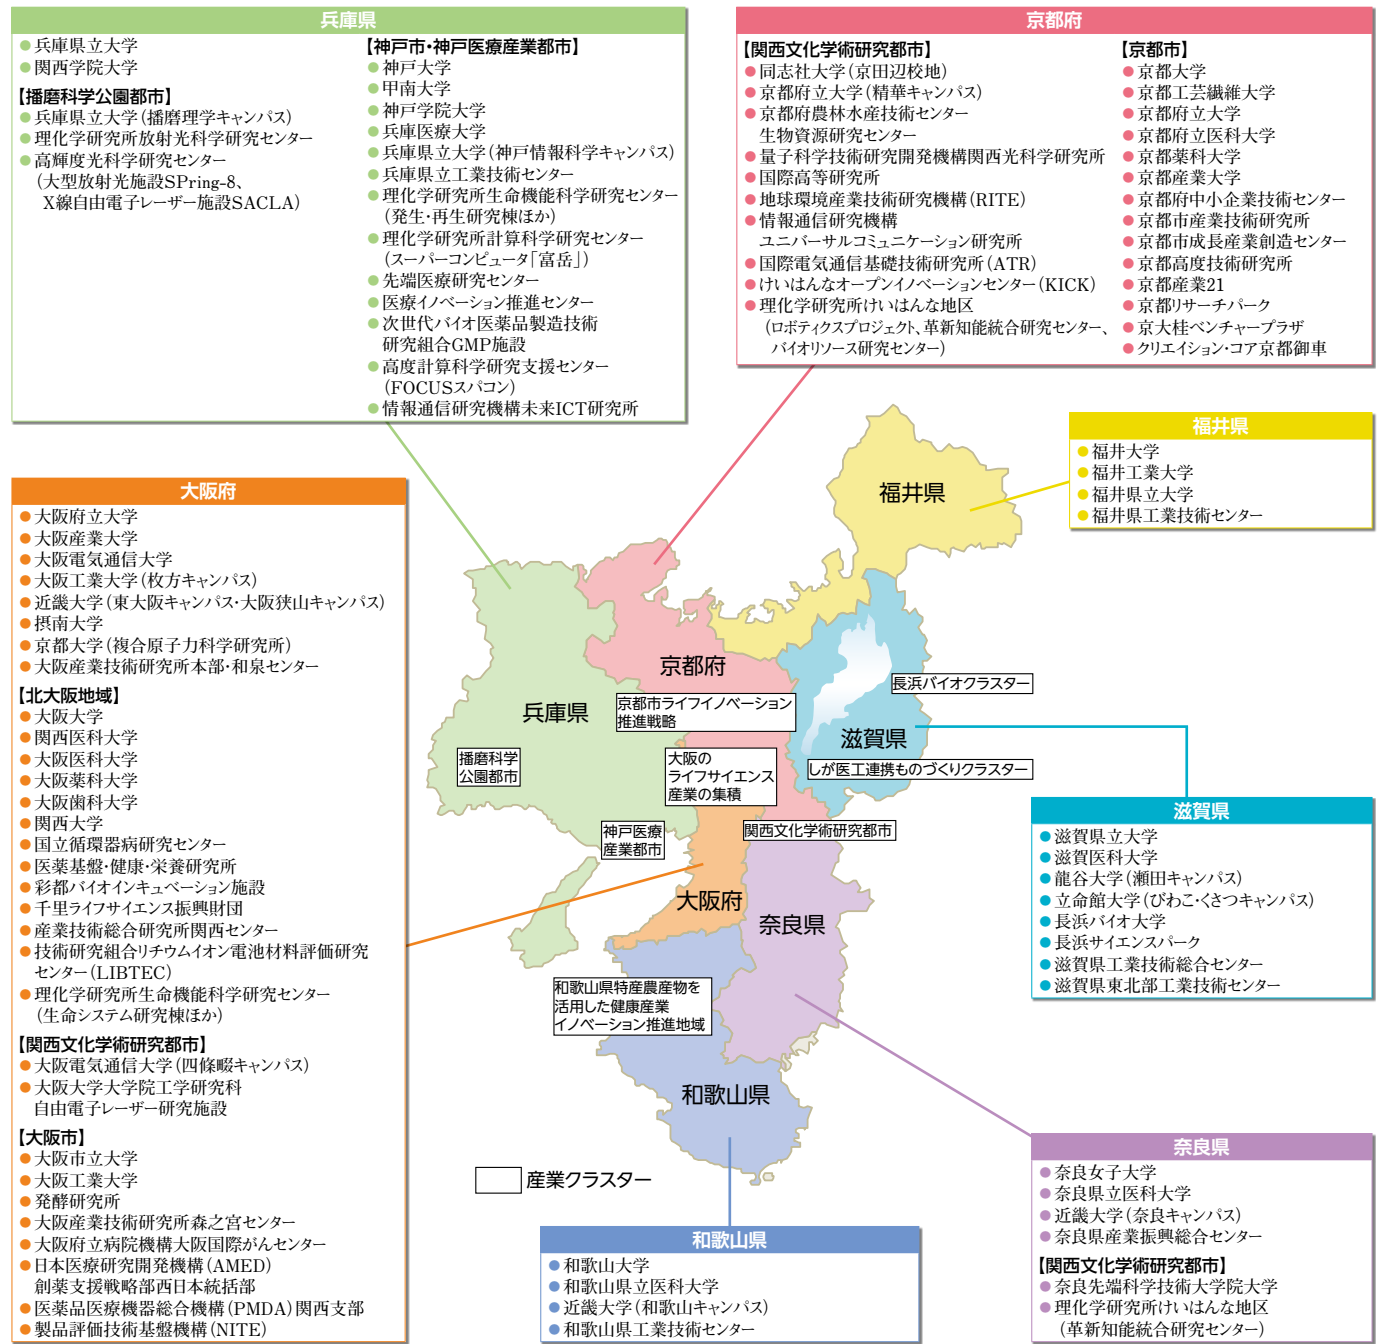 兵庫県
●兵庫県立大学
●関西学院大学
【播磨科学公園都市】
●兵庫県立大学(播磨理学キャンパス)
●理化学研究所放射光科学研究センター
●高輝度光科学研究センター
(大型放射光施設SPring-8、
X線自由電子レーザー施設SACLA)
【神戸市・神戸医療産業都市】
●神戸大学
●甲南大学
●神戸学院大学
●兵庫医療大学
●兵庫県立大学(神戸情報科学キャンパス)
●兵庫県立工業技術センター
●理化学研究所生命機能科学研究センター
(発生・再生研究棟ほか)
●理化学研究所計算科学研究センター
(スーパーコンピュータ「富岳」)
●先端医療研究センター
●医療イノベーション推進センター
●次世代バイオ医薬品製造技術
研究組合GMP施設
●高度計算科学研究支援センター
(FOCUSスパコン)
●情報通信研究機構未来ICT研究所
京都府
【関西文化学術研究都市】
●同志社大学(京田辺校地)
●京都府立大学(精華キャンパス)
●京都府農林水産技術センター
生物資源研究センター
●量子科学技術研究開発機構関西光科学研究所
●国際高等研究所
●地球環境産業技術研究機構(RITE)
●情報通信研究機構
ユニバーサルコミュニケーション研究所
●国際電気通信基礎技術研究所(ATR)
●けいはんなオープンイノベーションセンター(KICK)
●理化学研究所けいはんな地区
(ロボティクスプロジェクト、革新知能統合研究センター、
バイオリソース研究センター)
【京都市】
●京都大学
●京都工芸繊維大学
●京都府立大学
●京都府立医科大学
●京都薬科大学
●京都産業大学
●京都府中小企業技術センター
●京都市産業技術研究所
●京都市成長産業創造センター
●京都高度技術研究所
●京都産業21
●京都リサーチパーク
●京大桂ベンチャープラザ
●クリエイション・コア京都御車
福井県
●福井大学
●福井工業大学
●福井県立大学
●福井県工業技術センター
大阪府
●大阪府立大学
●大阪産業大学
●大阪電気通信大学
●大阪工業大学(枚方キャンパス)
●近畿大学(東大阪キャンパス・大阪狭山キャンパス)
●摂南大学
●京都大学(複合原子力科学研究所)
●大阪産業技術研究所本部・和泉センター
【北大阪地域】
●大阪大学
●関西医科大学
●大阪医科大学
●大阪薬科大学
●大阪歯科大学
●関西大学
●国立循環器病研究センター
●医薬基盤・健康・栄養研究所
●彩都バイオインキュベーション施設
●千里ライフサイエンス振興財団
●産業技術総合研究所関西センター
●技術研究組合リチウムイオン電池材料評価研究
センター(LIBTEC)
●理化学研究所生命機能科学研究センター
(生命システム研究棟ほか)
【関西文化学術研究都市】
●大阪電気通信大学(四條畷キャンパス)
●大阪大学大学院工学研究科
自由電子レーザー研究施設
【大阪市】
●大阪市立大学
●大阪工業大学
●発酵研究所
●大阪産業技術研究所森之宮センター
●大阪府立病院機構大阪国際がんセンター
●日本医療研究開発機構(AMED)
創薬支援戦略部西日本統括部
●医薬品医療機器総合機構(PMDA)関西支部
●製品評価技術基盤機構(NITE)
福井県
京都府
兵庫県
滋賀県
大阪府
奈良県
和歌山県
長浜バイオクラスター
京都市ライフイノベーション
推進戦略
播磨科学
公園都市
大阪の
ライフサイエンス
産業の集積
しが医工連携ものづくりクラスター
神戸医療
産業都市
関西文化学術研究都市
和歌山県特産農産物を
活用した健康産業
イノベーション推進地域
産業クラスター
滋賀県
●滋賀県立大学
●滋賀医科大学
●龍谷大学(瀬田キャンパス)
●立命館大学(びわこ・くさつキャンパス)
●長浜バイオ大学
●長浜サイエンスパーク
●滋賀県工業技術総合センター
●滋賀県東北部工業技術センター
奈良県
●奈良女子大学
●奈良県立医科大学
●近畿大学(奈良キャンパス)
●奈良県産業振興総合センター
【関西文化学術研究都市】
●奈良先端科学技術大学院大学
●理化学研究所けいはんな地区
(革新知能統合研究センター)
和歌山県
●和歌山大学
●和歌山県立医科大学
●近畿大学(和歌山キャンパス)
●和歌山県工業技術センター